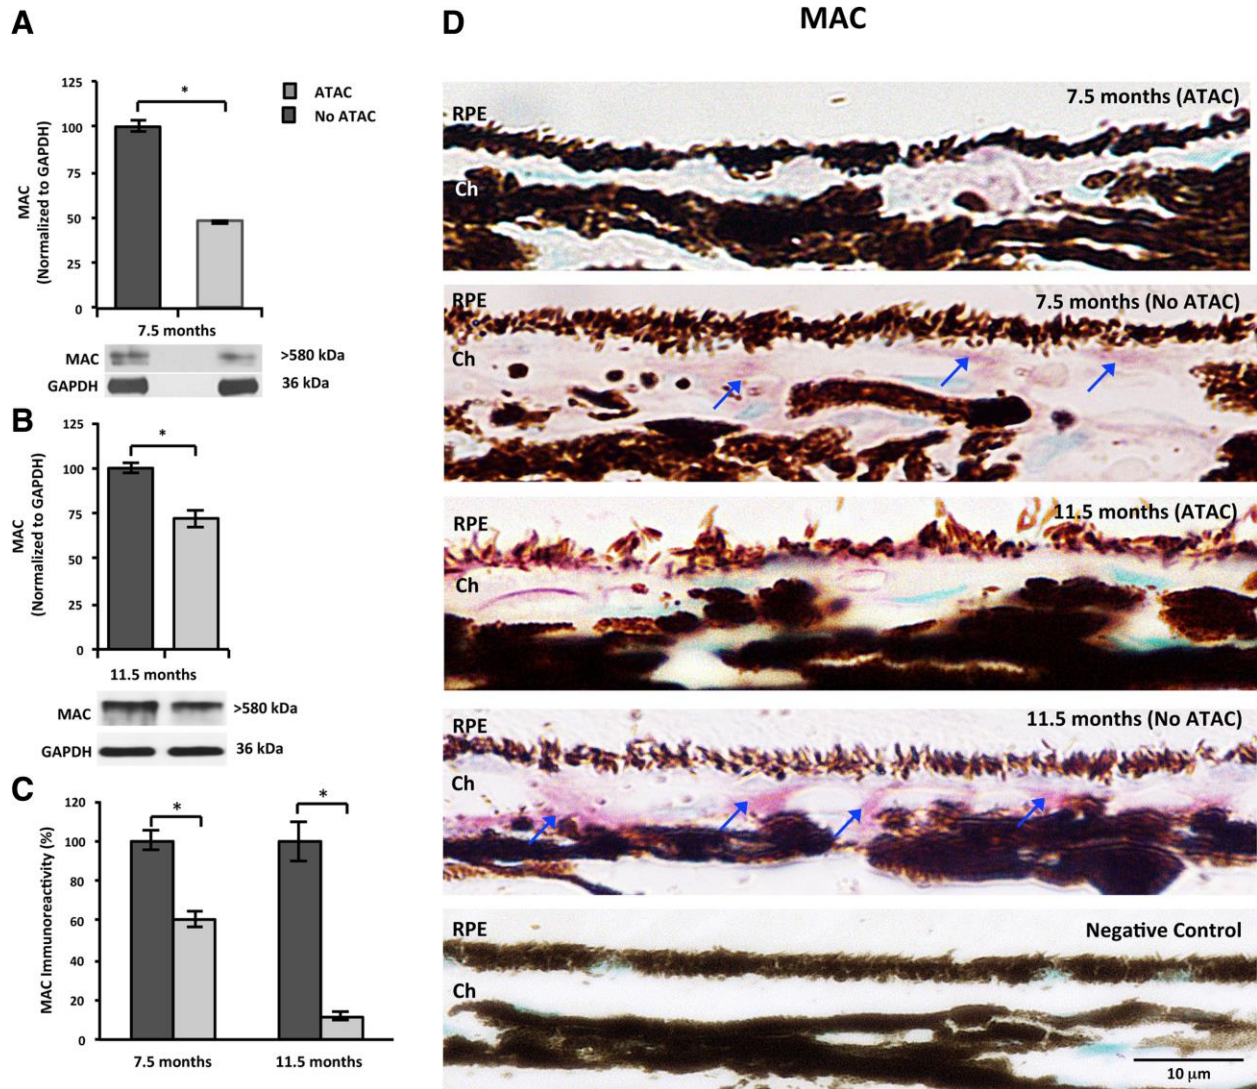 A
125
100
75
50
25
0
MAC
(Normalized to GAPDH)
*
ATAC
No ATAC
7.5 months
MAC
>580 kDa
GAPDH
36 kDa
B
125
100
75
50
25
0
MAC
(Normalized to GAPDH)
*
11.5 months
MAC
>580 kDa
GAPDH
36 kDa
C
120
100
80
60
40
20
0
MAC Immunoreactivity (%)
*
*
7.5 months
11.5 months
D
MAC
RPE
7.5 months (ATAC)
Ch
RPE
7.5 months (No ATAC)
Ch
RPE
11.5 months (ATAC)
Ch
RPE
11.5 months (No ATAC)
Ch
RPE
Negative Control
Ch
10 μm